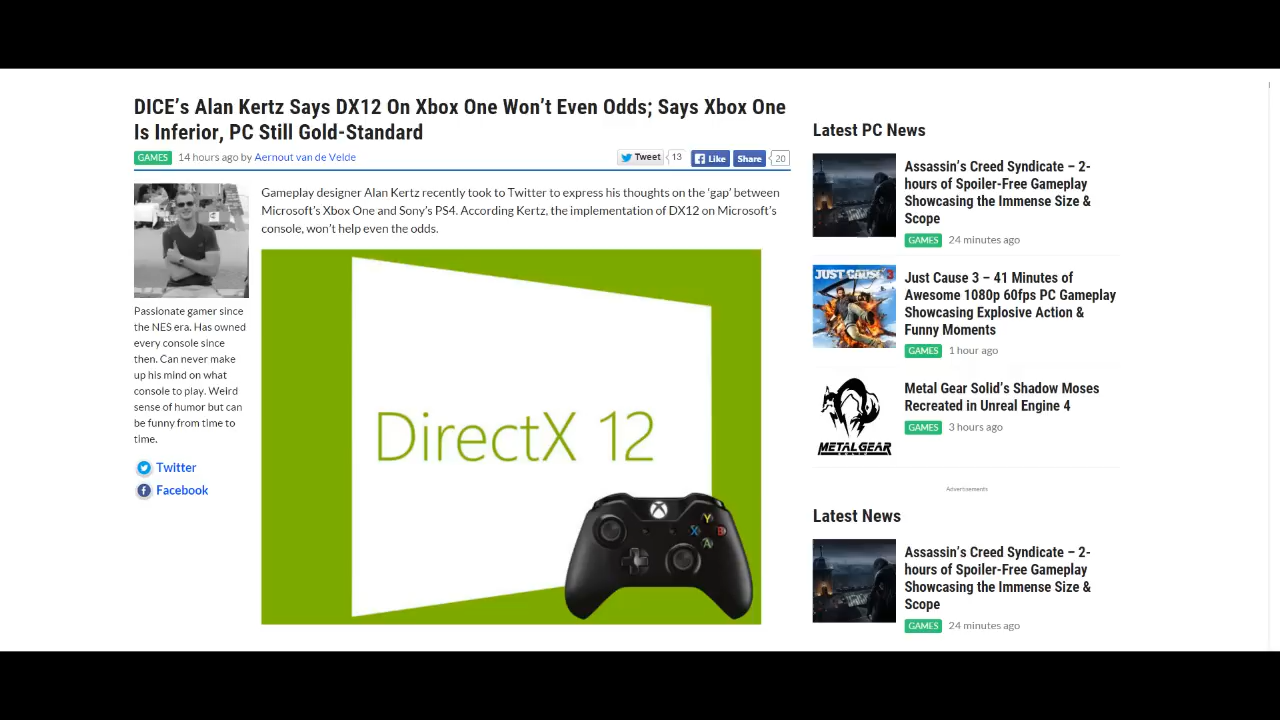 DICE’s Alan Kertz Says DX12 On Xbox One Won’t Even Odds; Says Xbox One
Is Inferior, PC Still Gold-Standard
GAMES 14 hours ago by Aernout van de Velde
Tweet 13 Like Share 20
Gameplay designer Alan Kertz recently took to Twitter to express his thoughts on the ‘gap’ between
Microsoft’s Xbox One and Sony’s PS4. According Kertz, the implementation of DX12 on Microsoft’s
console, won’t help even the odds.
Passionate gamer since
the NES era. Has owned
every console since
then. Can never make
up his mind on what
console to play. Weird
sense of humor but can
be funny from time to
time.
Twitter
Facebook
DirectX 12
Y
X
B
A
Latest PC News
Assassin’s Creed Syndicate – 2-
hours of Spoiler-Free Gameplay
Showcasing the Immense Size &
Scope
GAMES 24 minutes ago
JUST CAUSE 3
Just Cause 3 – 41 Minutes of
Awesome 1080p 60fps PC Gameplay
Showcasing Explosive Action &
Funny Moments
GAMES 1 hour ago
METAL GEAR
SOLID
Metal Gear Solid’s Shadow Moses
Recreated in Unreal Engine 4
GAMES 3 hours ago
Advertisements
Latest News
Assassin’s Creed Syndicate – 2-
hours of Spoiler-Free Gameplay
Showcasing the Immense Size &
Scope
GAMES 24 minutes ago